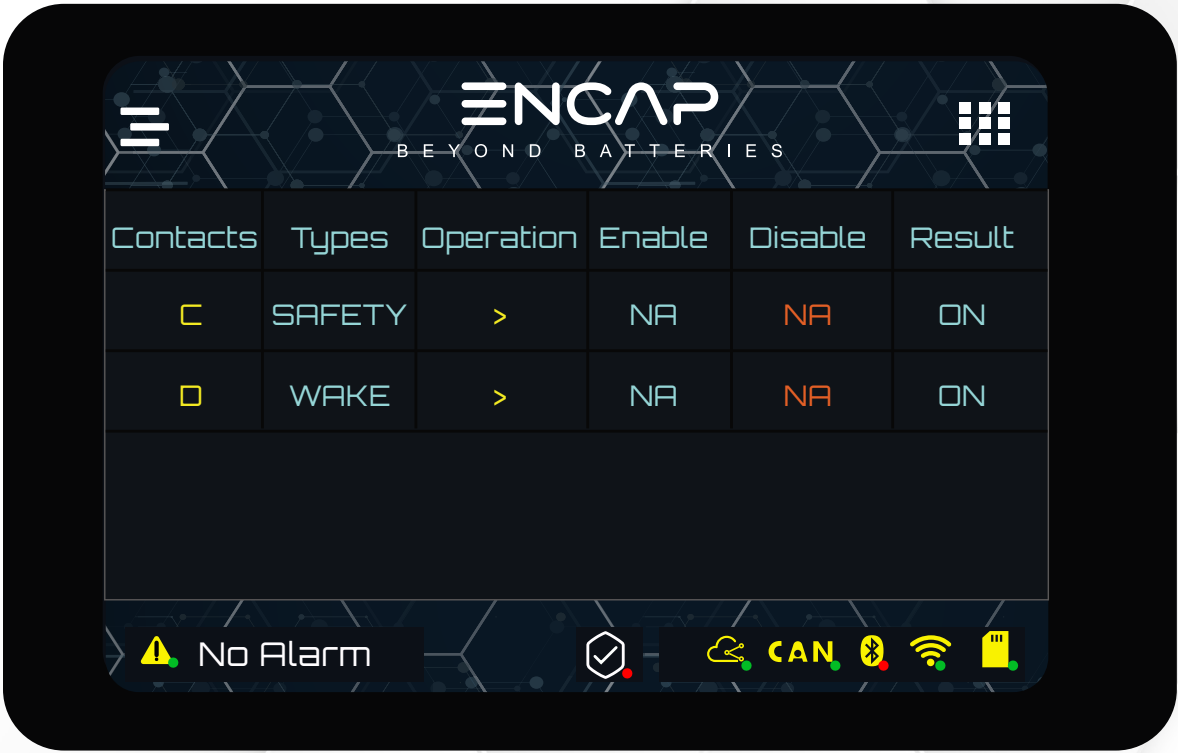 ENCAP
BEYOND BATTERIES
Contacts Types Operation Enable Disable Result
C SAFETY > NA NA ON
D WAKE > NA NA ON
No Alarm CAN